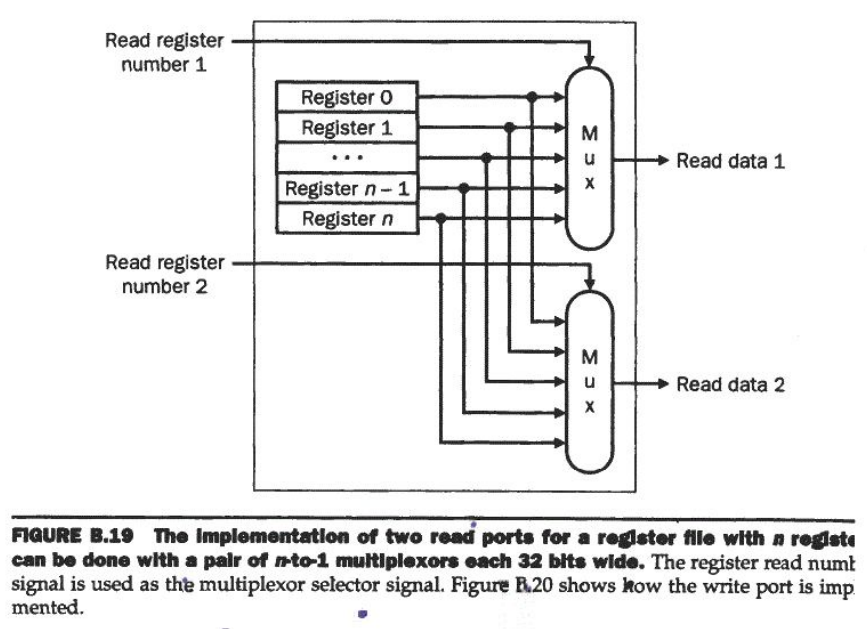 Read register
number 1
Register 0
Register 1
...
Register n – 1
Register n
M
u
x
Read data 1
Read register
number 2
M
u
x
Read data 2
FIGURE B.19 The implementation of two read ports for a register file with n registe
can be done with a pair of n-to-1 multiplexors each 32 bits wide. The register read numb
signal is used as the multiplexor selector signal. Figure B.20 shows how the write port is imp
mented.